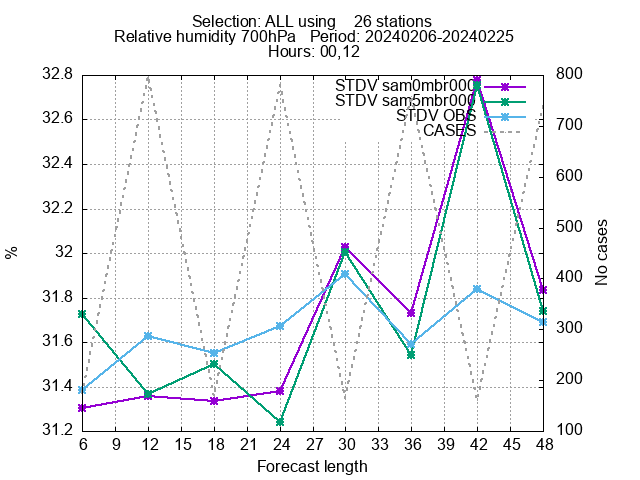 Selection: ALL using 26 stations
Relative humidity 700hPa Period: 20240206-20240225
Hours: 00,12
STDV sam0mbr000
STDV sam5mbr000
STDV OBS
CASES
32.8
32.6
32.4
32.2
32
31.8
31.6
31.4
31.2
%
800
700
600
500
400
300
200
100
No cases
6 9 12 15 18 21 24 27 30 33 36 39 42 45 48
Forecast length